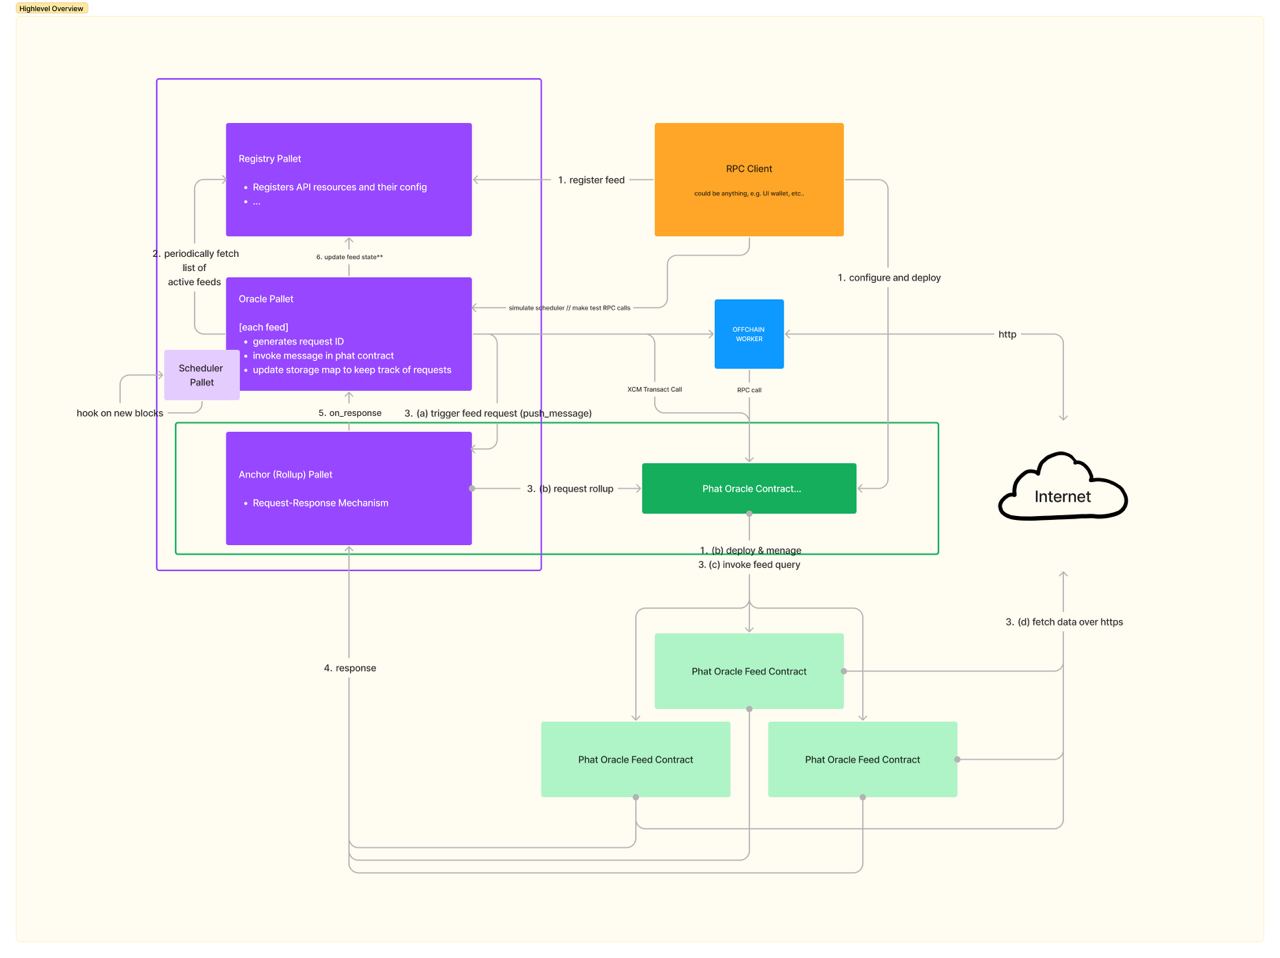 Highlevel Overview
Registry Pallet
• Registers API resources and their config
• ...
1. register feed
RPC Client
could be anything, e.g. UI wallet, etc..
2. periodically fetch
list of
active feeds
6. update feed state**
1. configure and deploy
Oracle Pallet
[each feed]
• generates request ID
• invoke message in phat contract
• update storage map to keep track of requests
simulate scheduler // make test RPC calls
OFFCHAIN
WORKER
http
Scheduler
Pallet
XCM Transact Call
RPC call
hook on new blocks
5. on_response
3. (a) trigger feed request (push_message)
Anchor (Rollup) Pallet
• Request-Response Mechanism
3. (b) request rollup
Phat Oracle Contract...
Internet
1. (b) deploy & menage
3. (c) invoke feed query
3. (d) fetch data over https
4. response
Phat Oracle Feed Contract
Phat Oracle Feed Contract
Phat Oracle Feed Contract